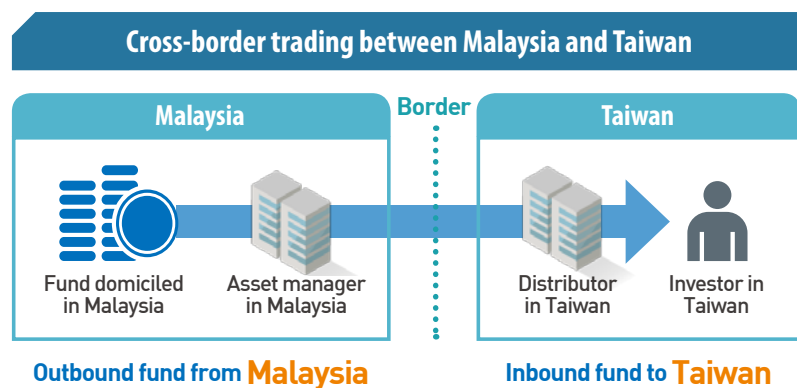 Cross-border trading between Malaysia and Taiwan
Malaysia
Border
Taiwan
Fund domiciled
in Malaysia
Asset manager
in Malaysia
Distributor
in Taiwan
Investor in
Taiwan
Outbound fund from Malaysia
Inbound fund to Taiwan